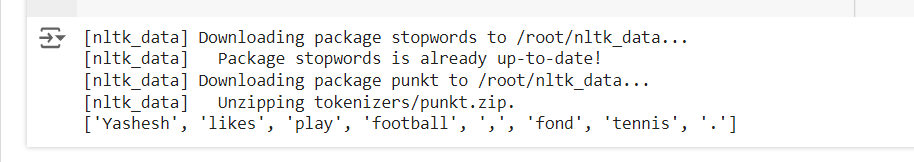 [nltk_data] Downloading package stopwords to /root/nltk_data...
[nltk_data]   Package stopwords is already up-to-date!
[nltk_data] Downloading package punkt to /root/nltk_data...
[nltk_data]   Unzipping tokenizers/punkt.zip.
['Yashesh', 'likes', 'play', 'football', ',', 'fond', 'tennis', '.']